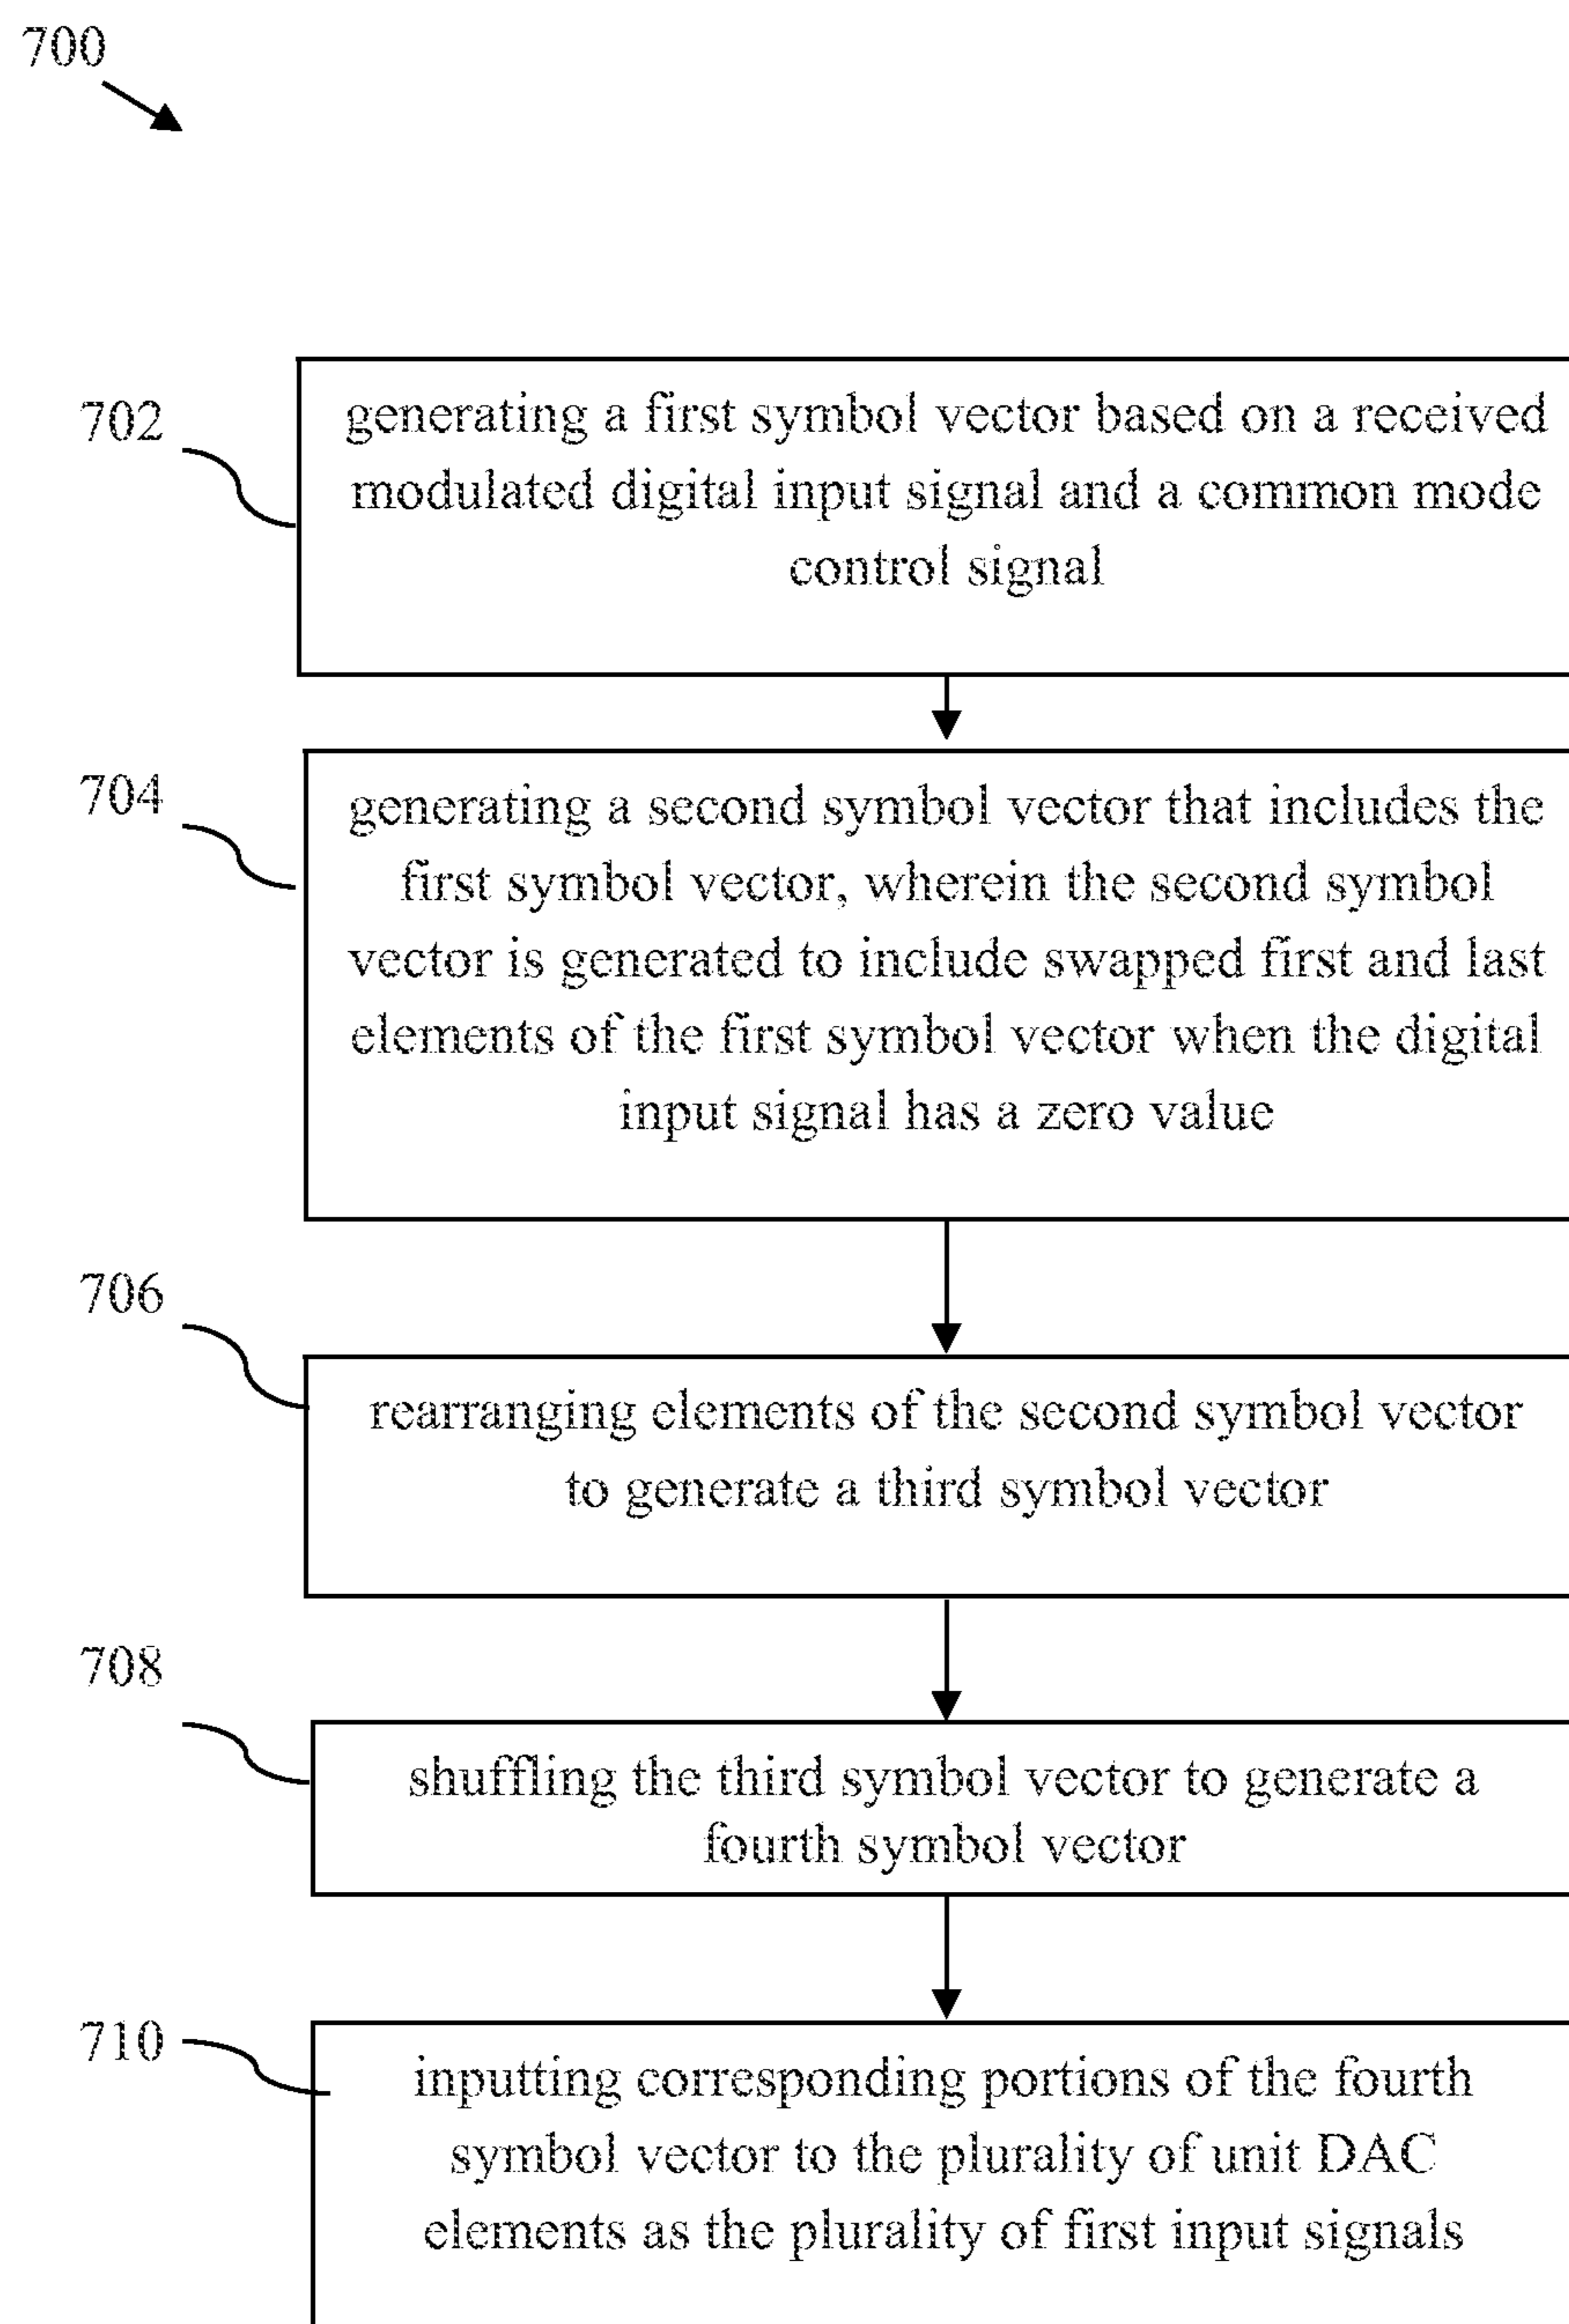 700
702
generating a first symbol vector based on a received
modulated digital input signal and a common mode
control signal
704
generating a second symbol vector that includes the
first symbol vector, wherein the second symbol
vector is generated to include swapped first and last
elements of the first symbol vector when the digital
input signal has a zero value
706
rearranging elements of the second symbol vector
to generate a third symbol vector
708
shuffling the third symbol vector to generate a
fourth symbol vector
710
inputting corresponding portions of the fourth
symbol vector to the plurality of unit DAC
elements as the plurality of first input signals